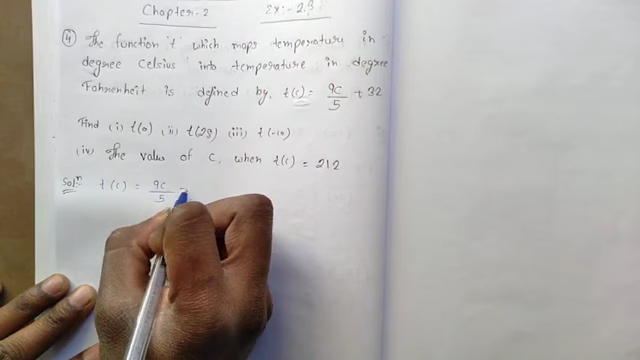 Chapter-2 Ex:- 2.3
④ The function 't' which maps temperature in
degree Celsius into temperature in degree
Fahrenheit is defined by, t(c) = 9C/5 + 32
Find (i) t(0) (ii) t(28) (iii) t(-10)
(iv) The value of C, when t(c) = 212
Solⁿ:- t(c) = 9C/5